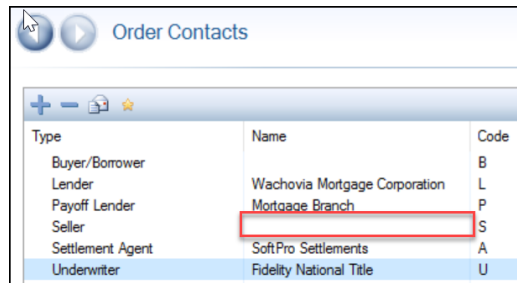 Order Contacts
Type Name Code
Buyer/Borrower B
Lender Wachovia Mortgage Corporation L
Payoff Lender Mortgage Branch P
Seller S
Settlement Agent SoftPro Settlements A
Underwriter Fidelity National Title U